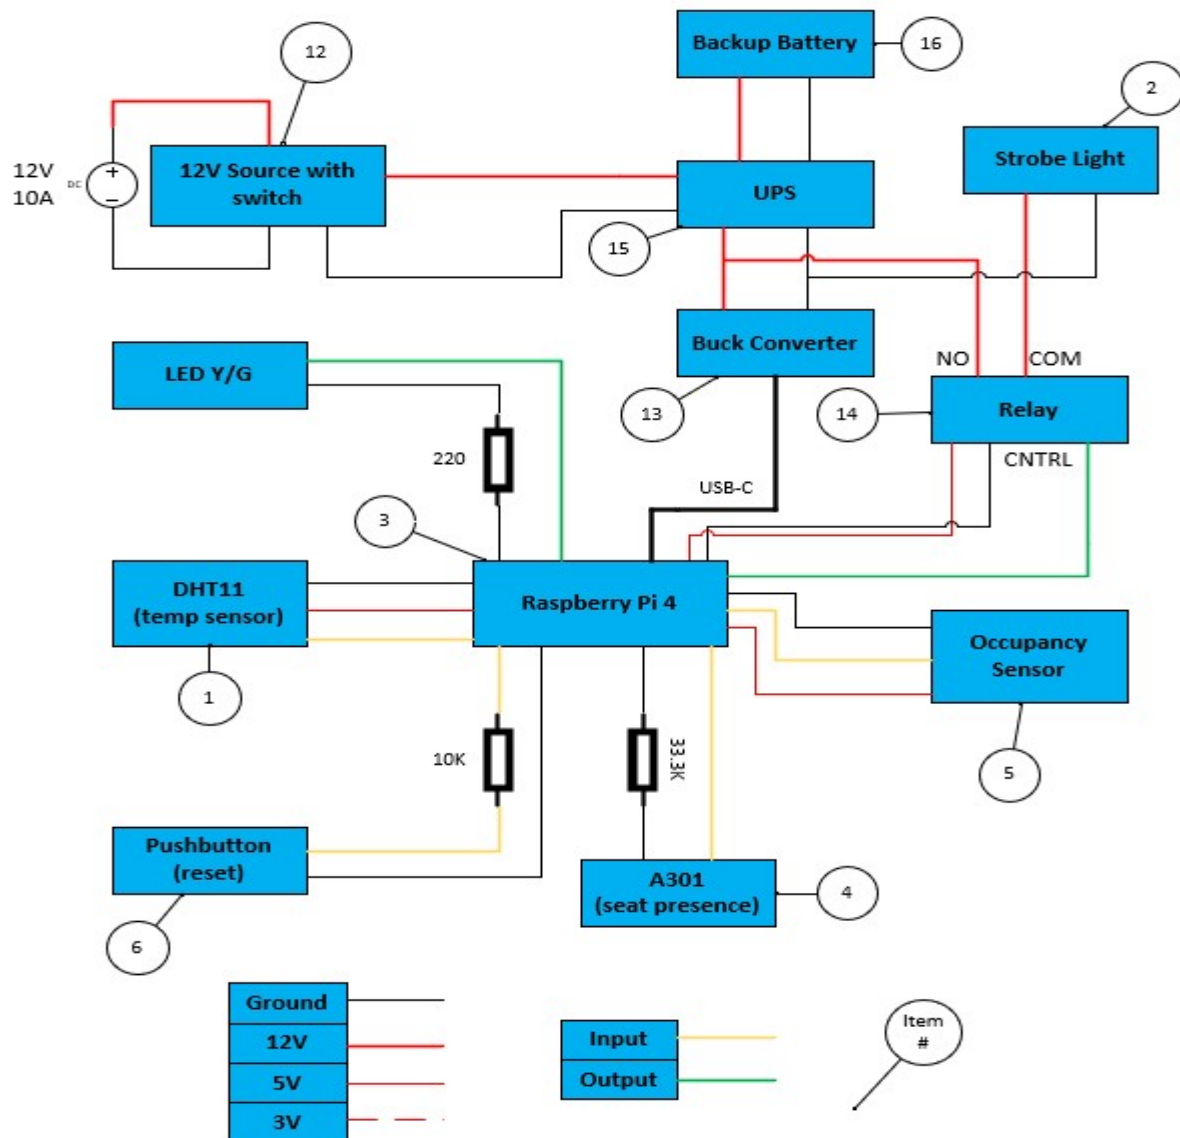 Backup Battery
16
12
2
12V
10A
DC
+
−
12V Source with
switch
UPS
Strobe Light
15
Buck Converter
NO
COM
LED Y/G
13
14
Relay
CNTRL
220
USB-C
3
DHT11
(temp sensor)
Raspberry Pi 4
Occupancy
Sensor
1
10K
33.3K
5
Pushbutton
(reset)
A301
(seat presence)
4
6
Ground
12V
5V
3V
Input
Output
Item
#